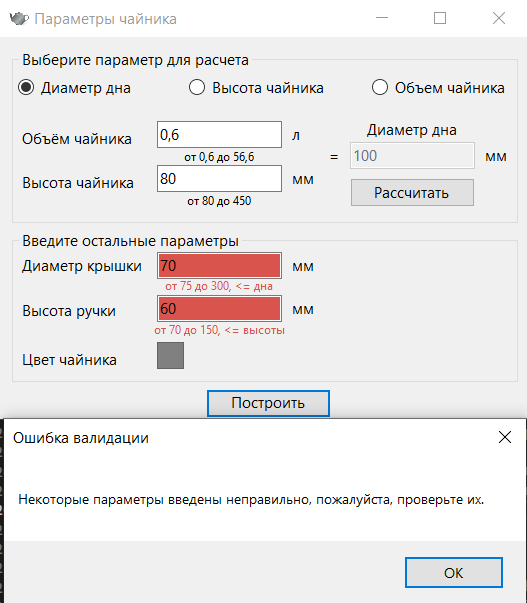 Параметры чайника
Выберите параметр для расчета
Диаметр дна Высота чайника Объем чайника
Объём чайника 0,6 л
от 0,6 до 56,6
Высота чайника 80 мм
от 80 до 450
Диаметр дна
= 100 мм
Рассчитать
Введите остальные параметры
Диаметр крышки 70 мм
от 75 до 300, <= дна
Высота ручки 60 мм
от 70 до 150, <= высоты
Цвет чайника
Построить
Ошибка валидации
Некоторые параметры введены неправильно, пожалуйста, проверьте их.
ОК